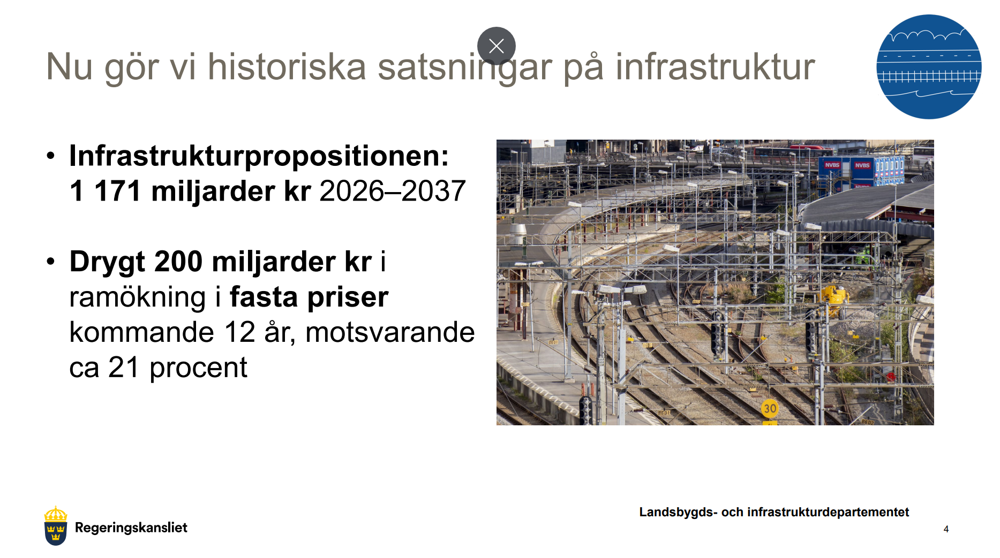 Nu gör vi historiska satsningar på infrastruktur
• Infrastrukturpropositionen:
1 171 miljarder kr 2026–2037
• Drygt 200 miljarder kr i
ramökning i fasta priser
kommande 12 år, motsvarande
ca 21 procent
NVBS NVBS
NVBS
30
Landsbygds- och infrastrukturdepartementet
Regeringskansliet
4